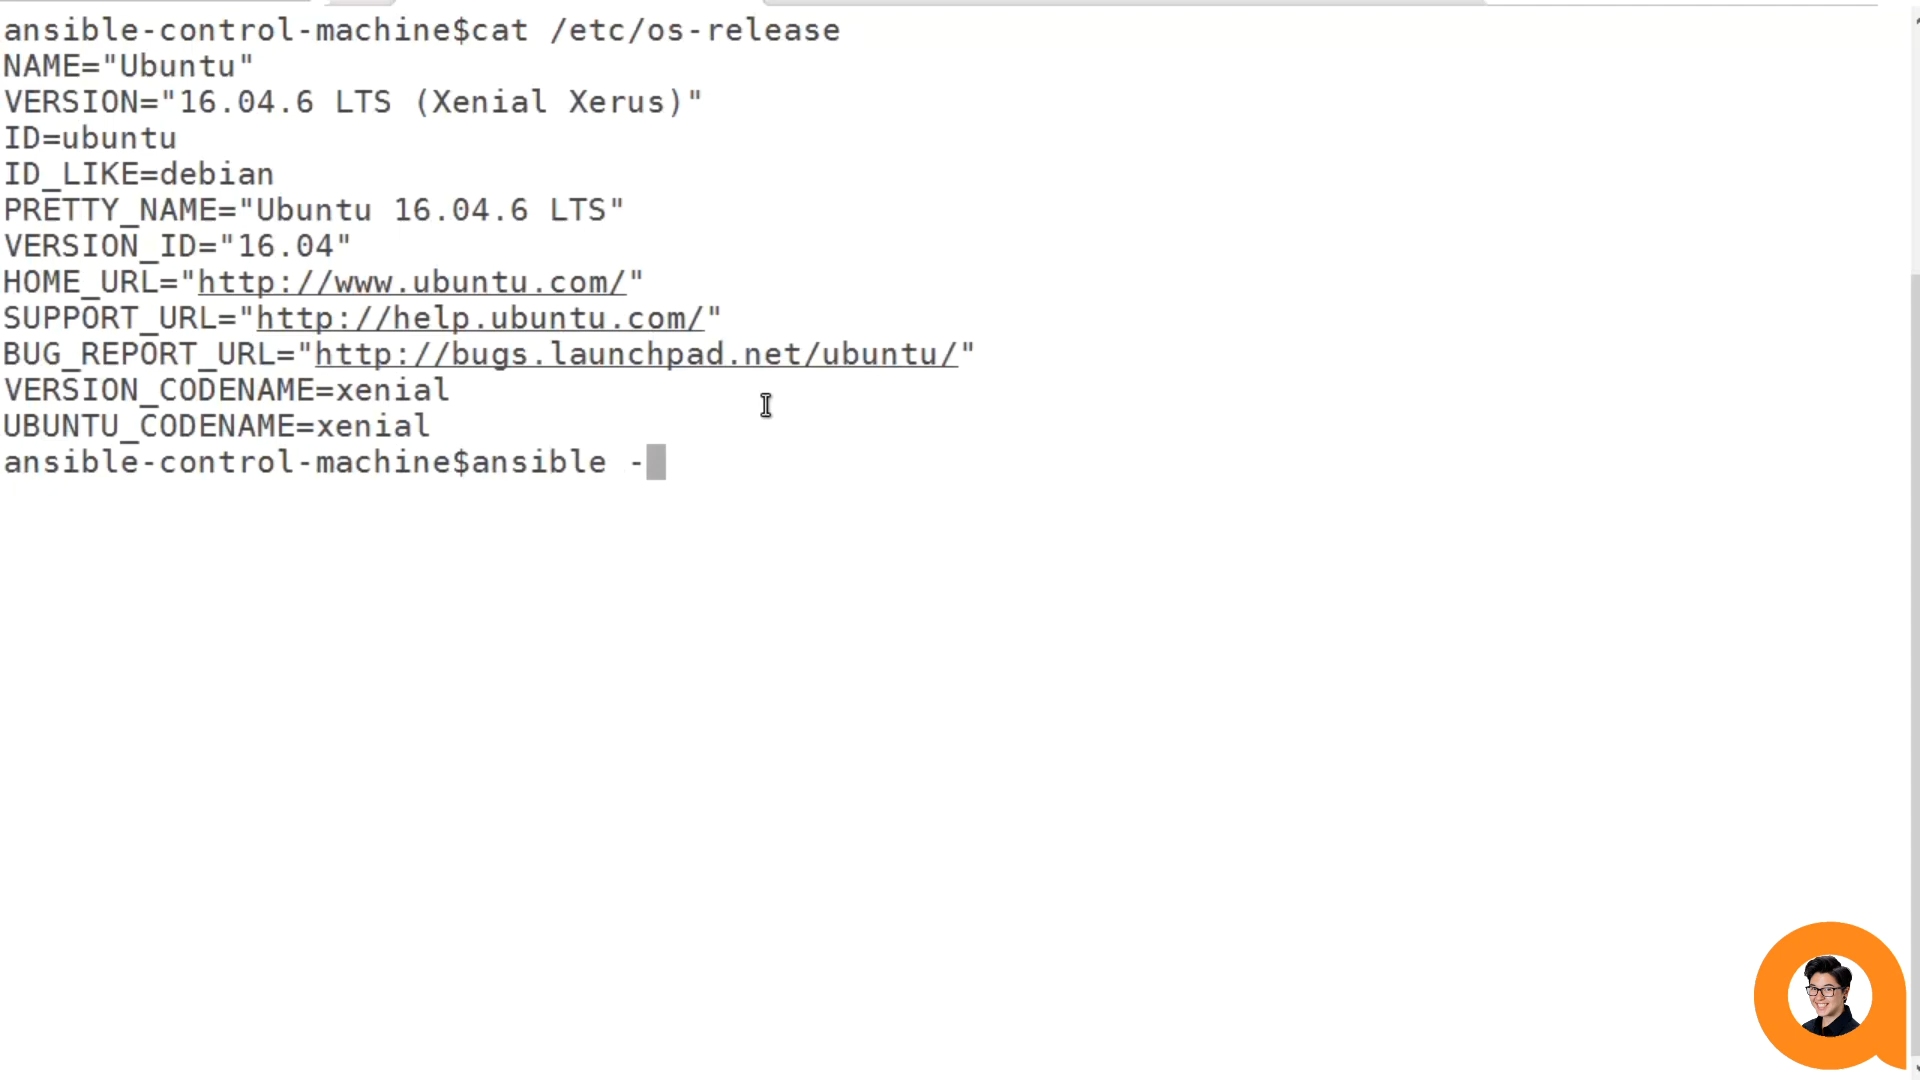 ansible-control-machine$cat /etc/os-release
NAME="Ubuntu"
VERSION="16.04.6 LTS (Xenial Xerus)"
ID=ubuntu
ID_LIKE=debian
PRETTY_NAME="Ubuntu 16.04.6 LTS"
VERSION_ID="16.04"
HOME_URL="http://www.ubuntu.com/"
SUPPORT_URL="http://help.ubuntu.com/"
BUG_REPORT_URL="http://bugs.launchpad.net/ubuntu/"
VERSION_CODENAME=xenial
UBUNTU_CODENAME=xenial
ansible-control-machine$ansible -